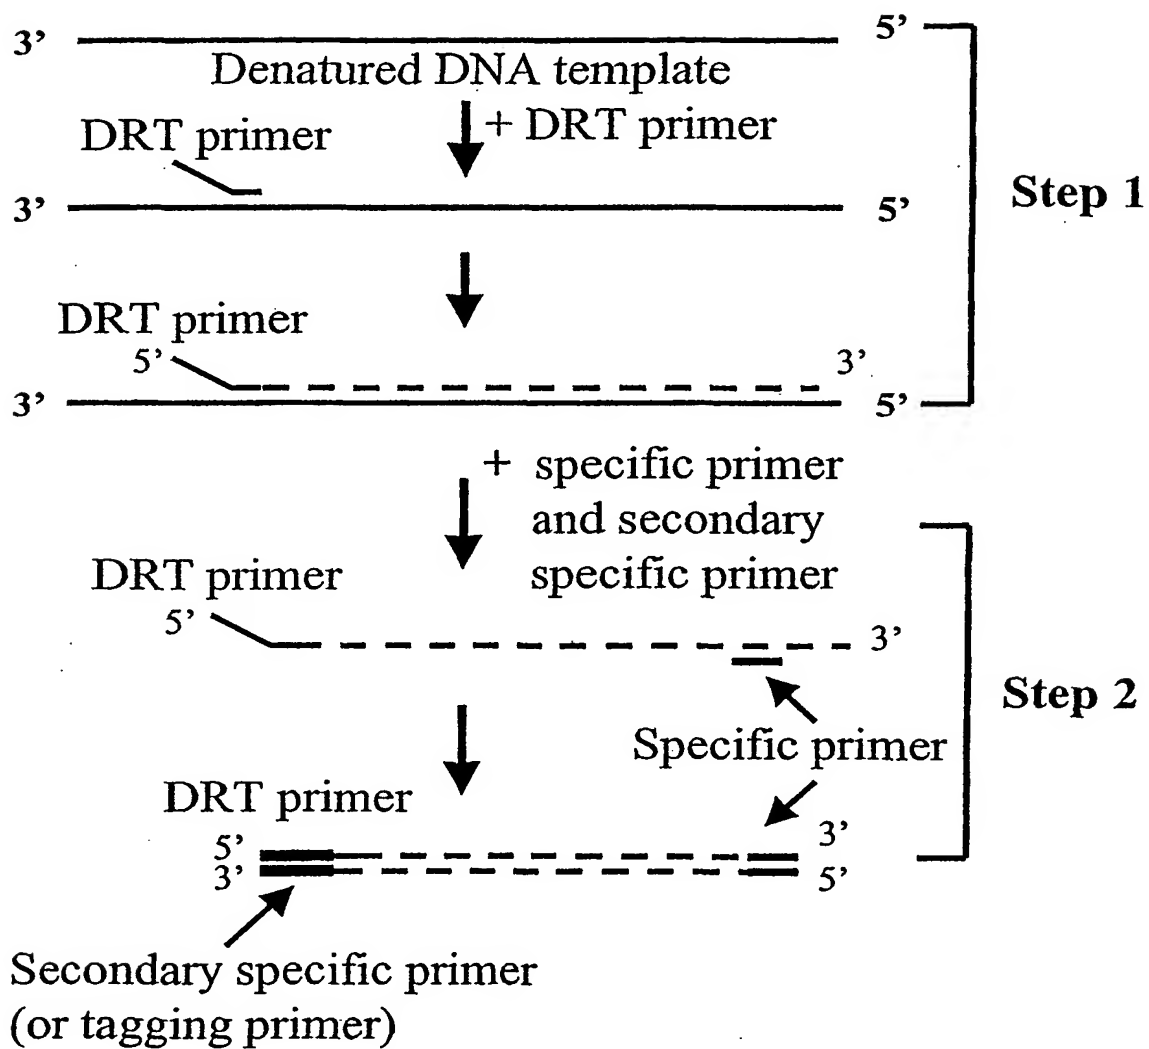 3’ 5’
Denatured DNA template
+ DRT primer
DRT primer
3’ 5’
Step 1
DRT primer
5’ 3’
3’ 5’
+ specific primer
and secondary
specific primer
DRT primer
5’ 3’
Step 2
Specific primer
DRT primer
5’ 3’
3’ 5’
Secondary specific primer
(or tagging primer)